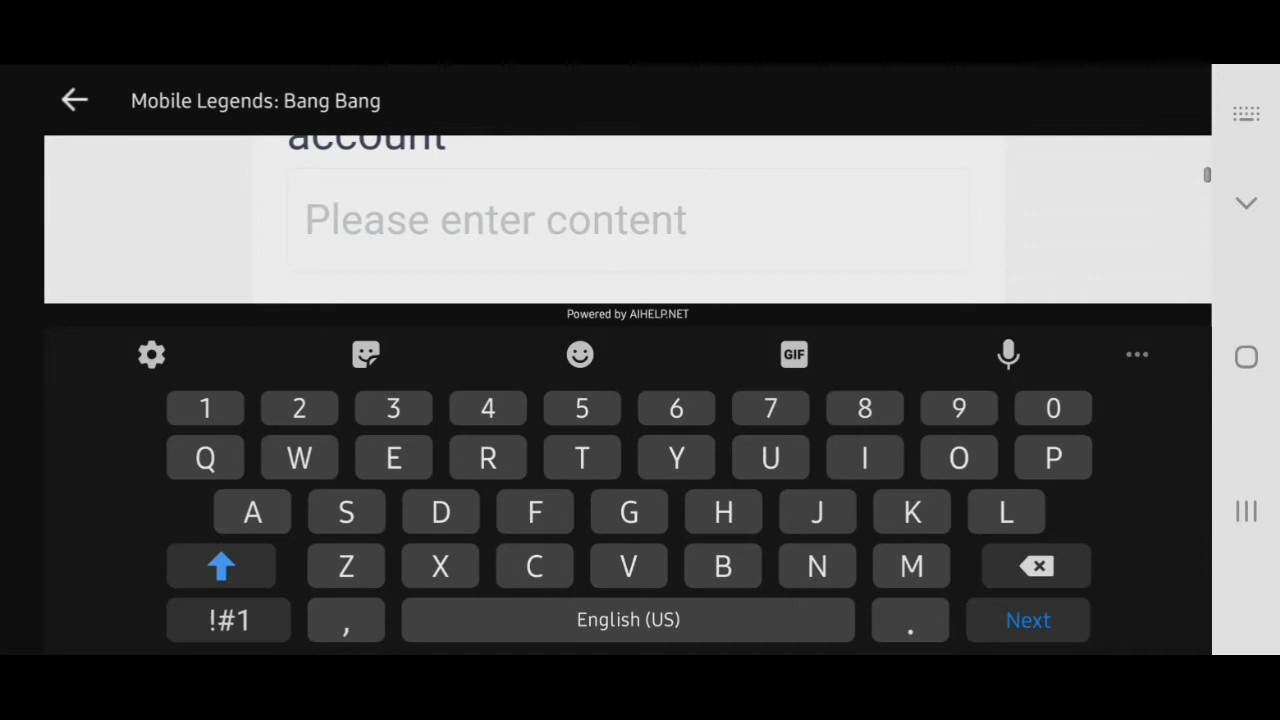 Mobile Legends: Bang Bang
account
Please enter content
Powered by AIHELP.NET
GIF
1 2 3 4 5 6 7 8 9 0
Q W E R T Y U I O P
A S D F G H J K L
Z X C V B N M
!#1 , English (US) . Next